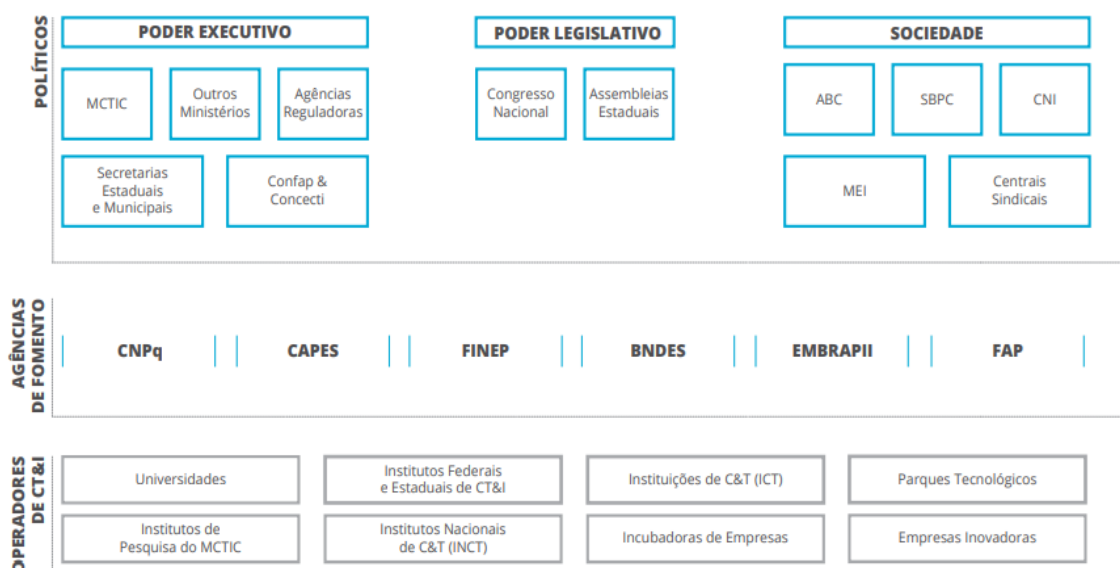 POLÍTICOS
PODER EXECUTIVO
PODER LEGISLATIVO
SOCIEDADE
MCTIC
Outros
Ministérios
Agências
Reguladoras
Congresso
Nacional
Assembleias
Estaduais
ABC
SBPC
CNI
Secretarias
Estaduais
e Municipais
Confap &
Concecti
MEI
Centrais
Sindicais
AGÊNCIAS
DE FOMENTO
CNPq
CAPES
FINEP
BNDES
EMBRAPII
FAP
OPERADORES
DE CT&I
Universidades
Institutos Federais
e Estaduais de CT&I
Instituições de C&T (ICT)
Parques Tecnológicos
Institutos de
Pesquisa do MCTIC
Institutos Nacionais
de C&T (INCT)
Incubadoras de Empresas
Empresas Inovadoras